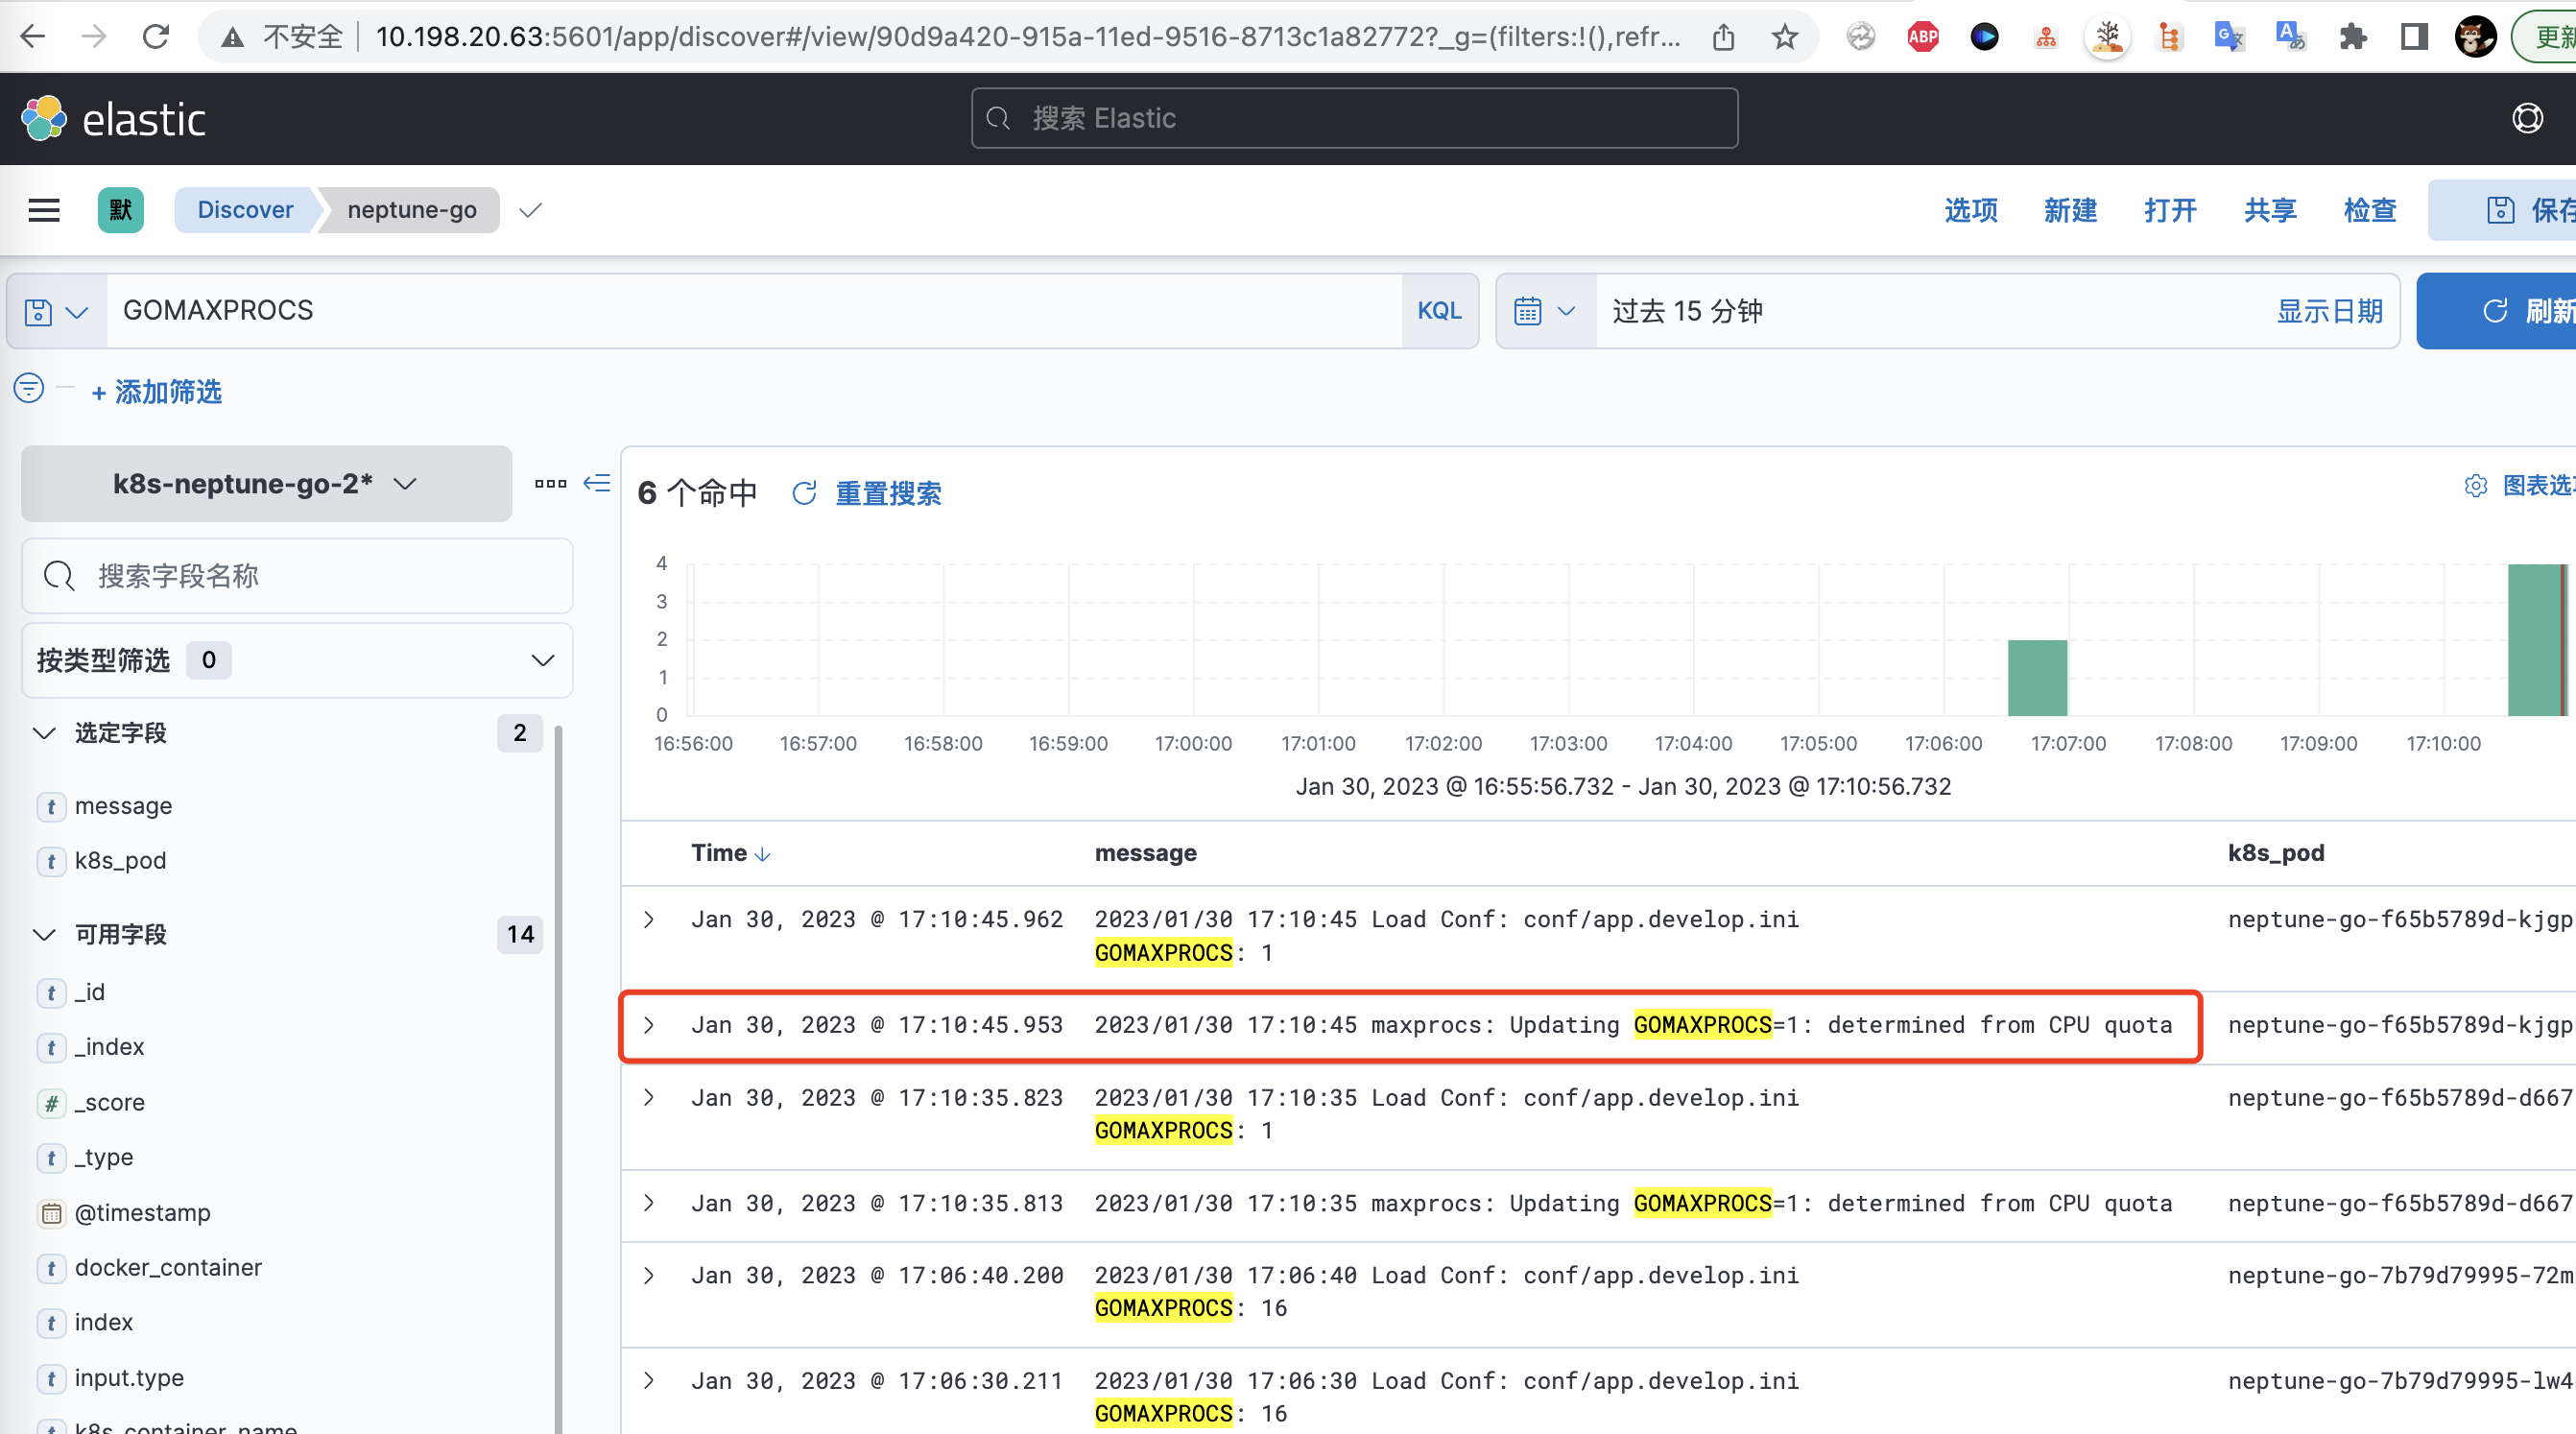 不安全 10.198.20.63:5601/app/discover#/view/90d9a420-915a-11ed-9516-8713c1a82772?_g=(filters:!(),refr... ABP 更新
elastic 搜索 Elastic
默 Discover neptune-go 选项 新建 打开 共享 检查 保存
GOMAXPROCS KQL 过去 15 分钟 显示日期 刷新
+ 添加筛选
k8s-neptune-go-2*
搜索字段名称
按类型筛选 0
选定字段 2
t message
t k8s_pod
可用字段 14
t _id
t _index
# _score
t _type
@timestamp
t docker_container
t index
t input.type
t k8s_container_name
6 个命中 重置搜索 图表选项
4
3
2
1
0
16:56:00 16:57:00 16:58:00 16:59:00 17:00:00 17:01:00 17:02:00 17:03:00 17:04:00 17:05:00 17:06:00 17:07:00 17:08:00 17:09:00 17:10:00
Jan 30, 2023 @ 16:55:56.732 - Jan 30, 2023 @ 17:10:56.732
Time message k8s_pod
Jan 30, 2023 @ 17:10:45.962 2023/01/30 17:10:45 Load Conf: conf/app.develop.ini neptune-go-f65b5789d-kjgp
GOMAXPROCS: 1
Jan 30, 2023 @ 17:10:45.953 2023/01/30 17:10:45 maxprocs: Updating GOMAXPROCS=1: determined from CPU quota neptune-go-f65b5789d-kjgp
Jan 30, 2023 @ 17:10:35.823 2023/01/30 17:10:35 Load Conf: conf/app.develop.ini neptune-go-f65b5789d-d667
GOMAXPROCS: 1
Jan 30, 2023 @ 17:10:35.813 2023/01/30 17:10:35 maxprocs: Updating GOMAXPROCS=1: determined from CPU quota neptune-go-f65b5789d-d667
Jan 30, 2023 @ 17:06:40.200 2023/01/30 17:06:40 Load Conf: conf/app.develop.ini neptune-go-7b79d79995-72m
GOMAXPROCS: 16
Jan 30, 2023 @ 17:06:30.211 2023/01/30 17:06:30 Load Conf: conf/app.develop.ini neptune-go-7b79d79995-lw4
GOMAXPROCS: 16